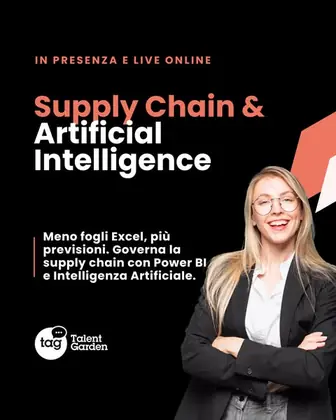 IN PRESENZA E LIVE ONLINE
Supply Chain &
Artificial
Intelligence
Meno fogli Excel, più
previsioni. Governa la
supply chain con Power BI
e Intelligenza Artificiale.
tag
Talent
Garden